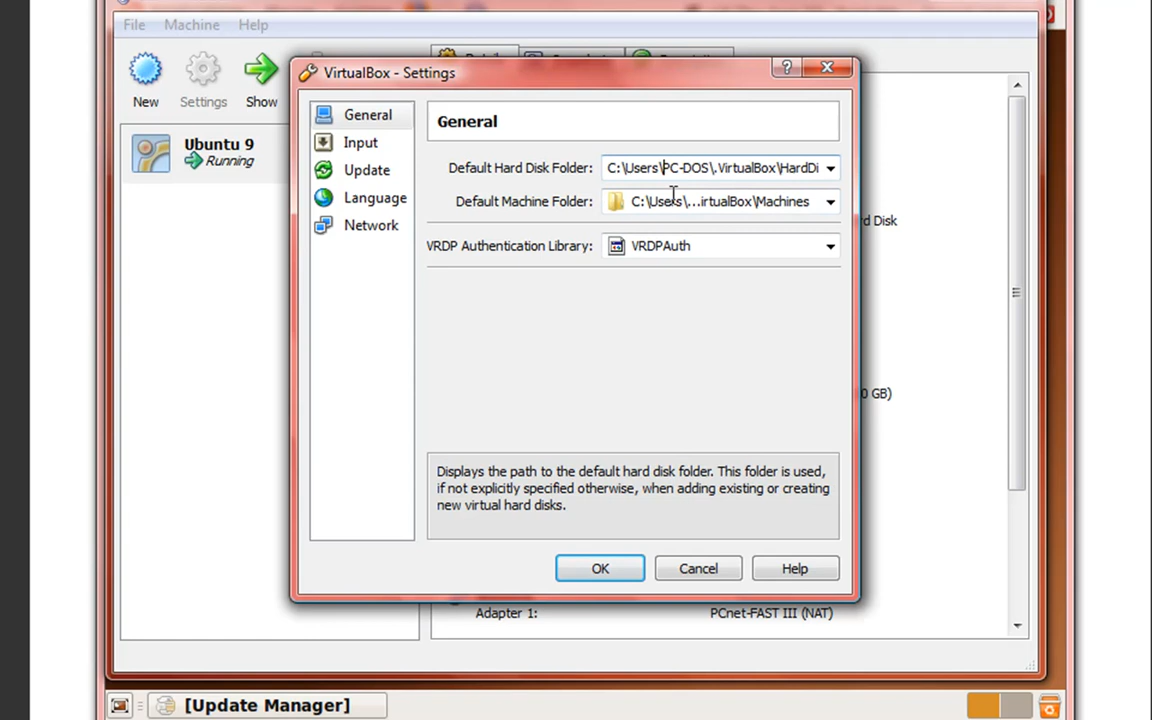 File Machine Help
VirtualBox - Settings
New Settings Show
General
General
Input
Update
Language
Network
Ubuntu 9
Running
Default Hard Disk Folder: C:\Users\PC-DOS\.VirtualBox\HardDi
Default Machine Folder: C:\Users\...irtualBox\Machines
VRDP Authentication Library: VRDPAuth
rd Disk
0 GB)
Displays the path to the default hard disk folder. This folder is used,
if not explicitly specified otherwise, when adding existing or creating
new virtual hard disks.
OK Cancel Help
Adapter 1: PCnet-FAST III (NAT)
[Update Manager]